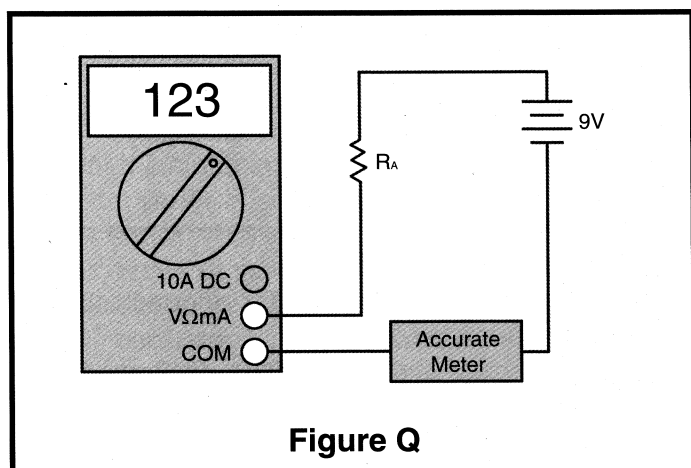 123
9V
RA
10A DC
VΩmA
COM
Accurate
Meter
Figure Q